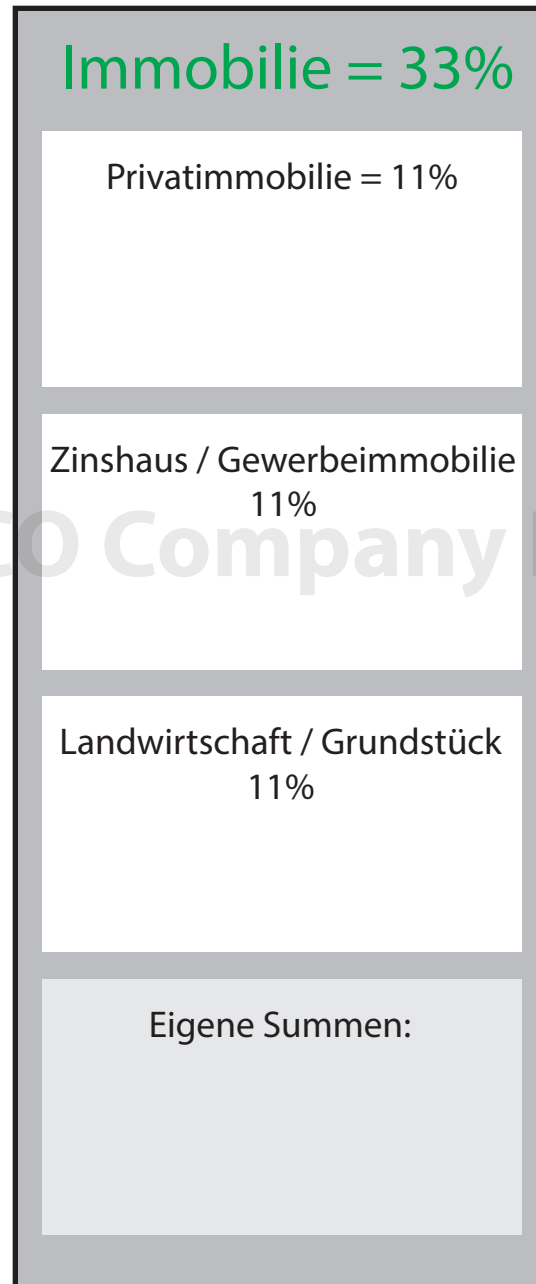 Immobilie = 33%
Privatimmobilie = 11%
Zinshaus / Gewerbeimmobilie
11%
Company
Landwirtschaft / Grundstück
11%
Eigene Summen: